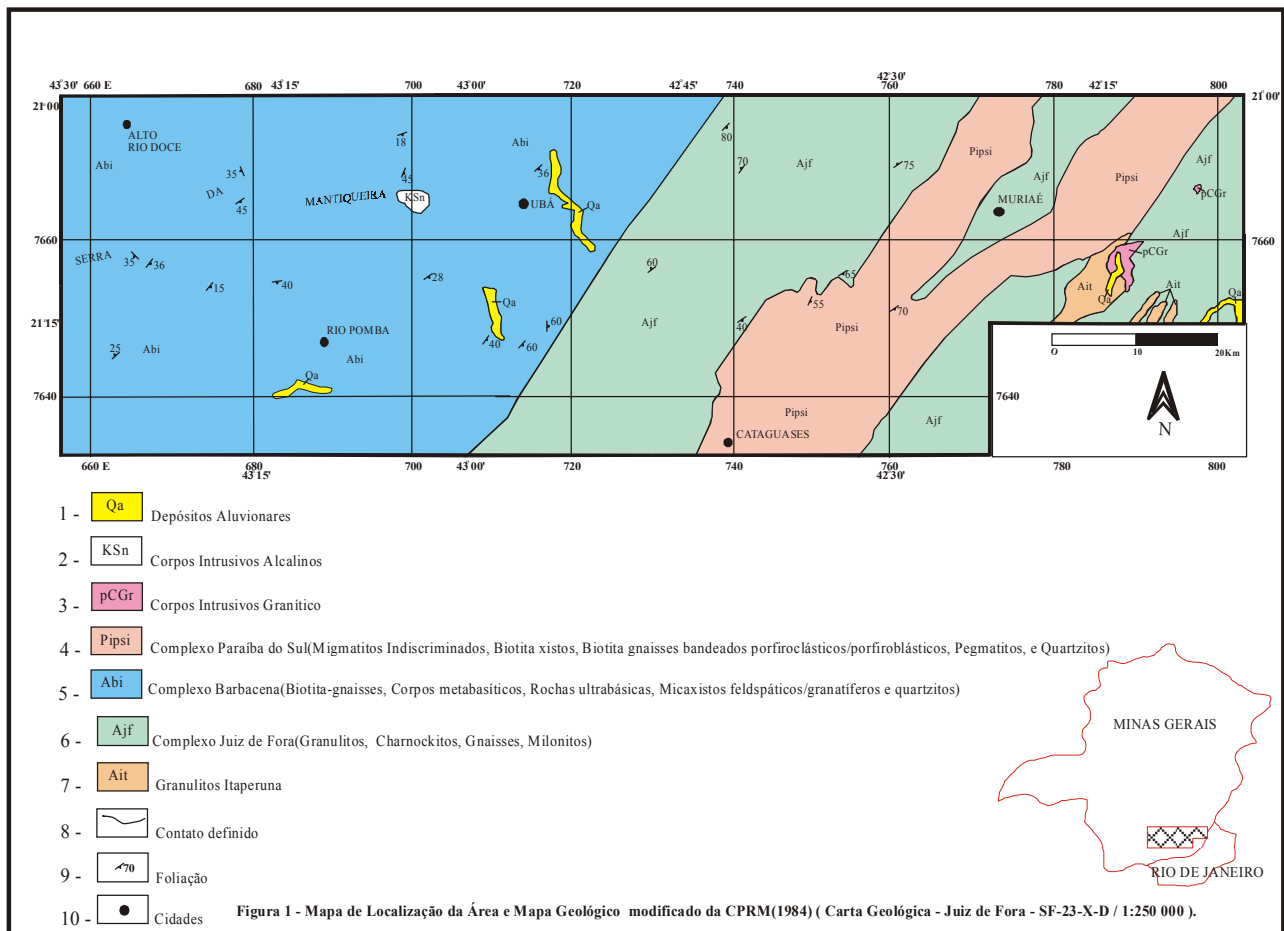 43°30' 660 E 680 43°15' 700 43°00' 720 42°45' 740 42°30' 760 780 42°15' 800
21°00' 21°00'
ALTO
RIO DOCE
Abi
35
DA
45
18
45
MANTIQUEIRA
KSn
Abi
36
UBÁ
Qa
80
70
Ajf
75
Pipsi
Ajf
MURIAÉ
Pipsi
Ajf
pCGr
Ajf
7660 7660
SERRA
35
36
15
40
28
60
65
55
70
pCGr
Ait
Qa
Ait
Qa
21°15'
25
Abi
RIO POMBA
Abi
Qa
Qa
40
60
60
Ajf
40
Pipsi
0 10 20Km
N
7640 7640
Pipsi
CATAGUASES
Ajf
660 E 680 43°15' 700 43°00' 720 740 760 42°30' 780 800
1 - Qa Depósitos Aluvionares
2 - KSn Corpos Intrusivos Alcalinos
3 - pCGr Corpos Intrusivos Granítico
4 - Pipsi Complexo Paraíba do Sul(Migmatitos Indiscriminados, Biotita xistos, Biotita gnaisses bandeados porfiroclásticos/porfiroblásticos, Pegmatitos, e Quartzitos)
5 - Abi Complexo Barbacena(Biotita-gnaisses, Corpos metabasíticos, Rochas ultrabásicas, Micaxistos feldspáticos/granatíferos e quartzitos)
6 - Ajf Complexo Juiz de Fora(Granulitos, Charnockitos, Gnaisses, Milonitos)
7 - Ait Granulitos Itaperuna
8 - Contato definido
9 - 70 Foliação
10 - Cidades
MINAS GERAIS
RIO DE JANEIRO
Figura 1 - Mapa de Localização da Área e Mapa Geológico modificado da CPRM(1984) ( Carta Geológica - Juiz de Fora - SF-23-X-D / 1:250 000 ).